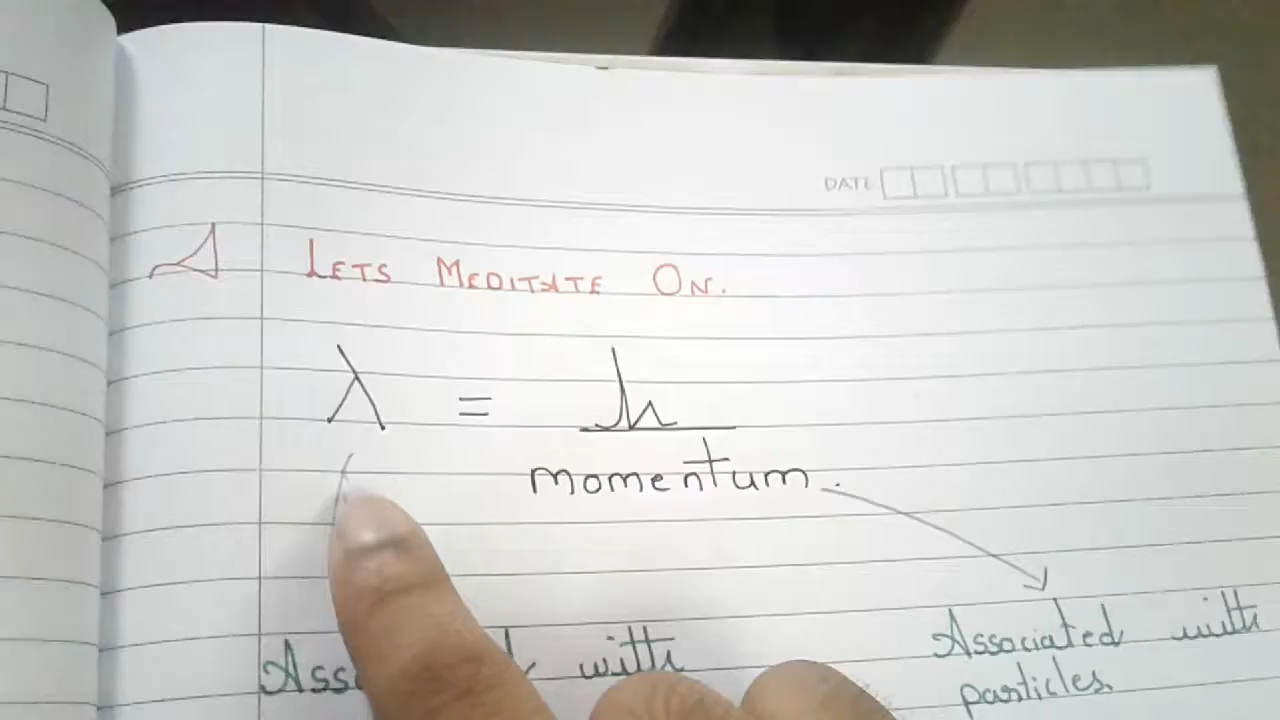 DATE
LETS MEDITATE ON.
λ = h
momentum.
with
Associated with
particles.